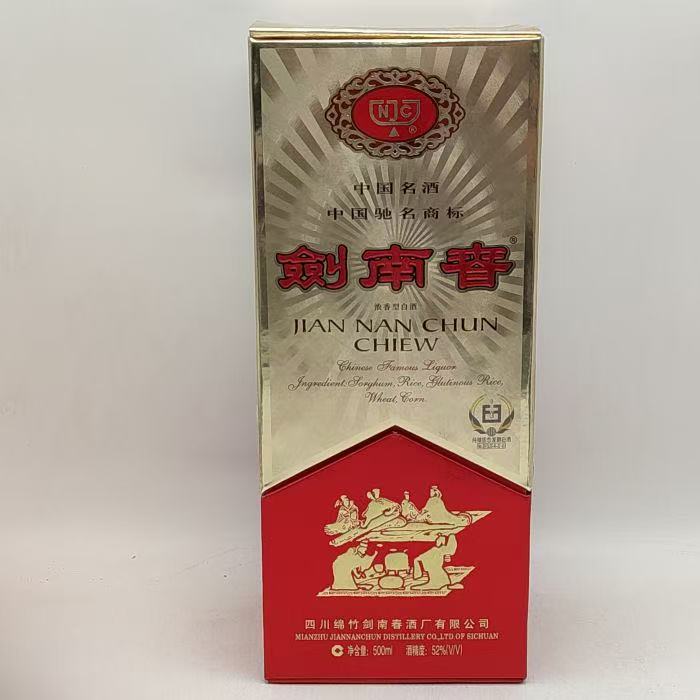 NJC
®
中国名酒
中国驰名商标
劍南春®
浓香型白酒
JIAN NAN CHUN
CHIEW
Chinese Famous Liquor
Ingredient: Sorghum, Rice, Glutinous Rice,
Wheat, Corn.
四川绵竹剑南春酒厂有限公司
MIANZHU JIANNANCHUN DISTILLERY CO.,LTD.OF SICHUAN
净含量: 500ml 酒精度: 52%(V/V)